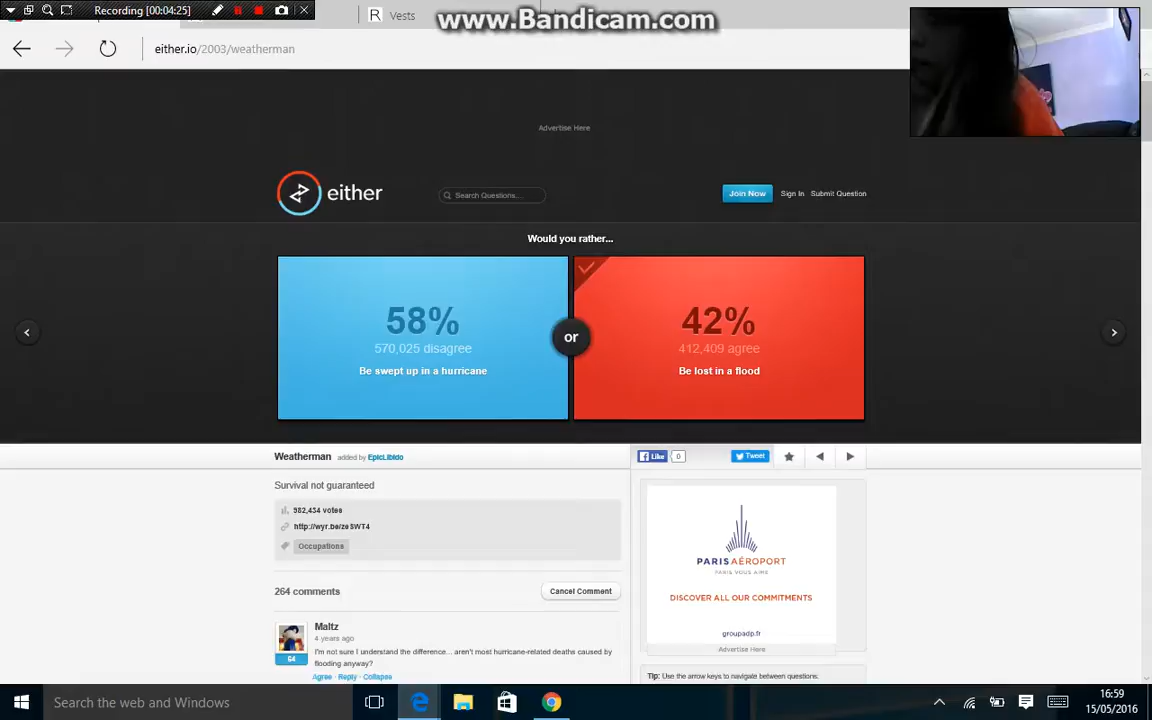 Recording [00:04:25]
www.Bandicam.com
R Vests
either.io/2003/weatherman
Advertise Here
either
Search Questions...
Join Now
Sign In
Submit Question
Would you rather...
58%
570,025 disagree
Be swept up in a hurricane
or
42%
412,409 agree
Be lost in a flood
Weatherman added by EpicLibido
Like 0
Tweet
Survival not guaranteed
982,434 votes
http://wyr.be/zeSWT4
Occupations
264 comments
Cancel Comment
Maltz
4 years ago
64
I'm not sure I understand the difference... aren't most hurricane-related deaths caused by
flooding anyway?
Agree - Reply - Collapse
PARIS AÉROPORT
PARIS VOUS AIME
DISCOVER ALL OUR COMMITMENTS
groupadp.fr
Advertise Here
Tip: Use the arrow keys to navigate between questions.
Search the web and Windows
16:59
15/05/2016